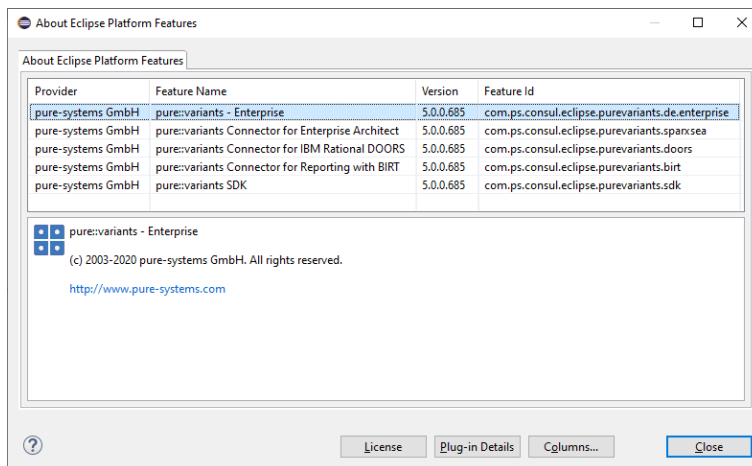 About Eclipse Platform Features
About Eclipse Platform Features
Provider Feature Name Version Feature Id
pure-systems GmbH pure::variants - Enterprise 5.0.0.685 com.ps.consul.eclipse.purevariants.de.enterprise
pure-systems GmbH pure::variants Connector for Enterprise Architect 5.0.0.685 com.ps.consul.eclipse.purevariants.sparxsea
pure-systems GmbH pure::variants Connector for IBM Rational DOORS 5.0.0.685 com.ps.consul.eclipse.purevariants.doors
pure-systems GmbH pure::variants Connector for Reporting with BIRT 5.0.0.685 com.ps.consul.eclipse.purevariants.birt
pure-systems GmbH pure::variants SDK 5.0.0.685 com.ps.consul.eclipse.purevariants.sdk
pure::variants - Enterprise
(c) 2003-2020 pure-systems GmbH. All rights reserved.
http://www.pure-systems.com
? License Plug-in Details Columns... Close